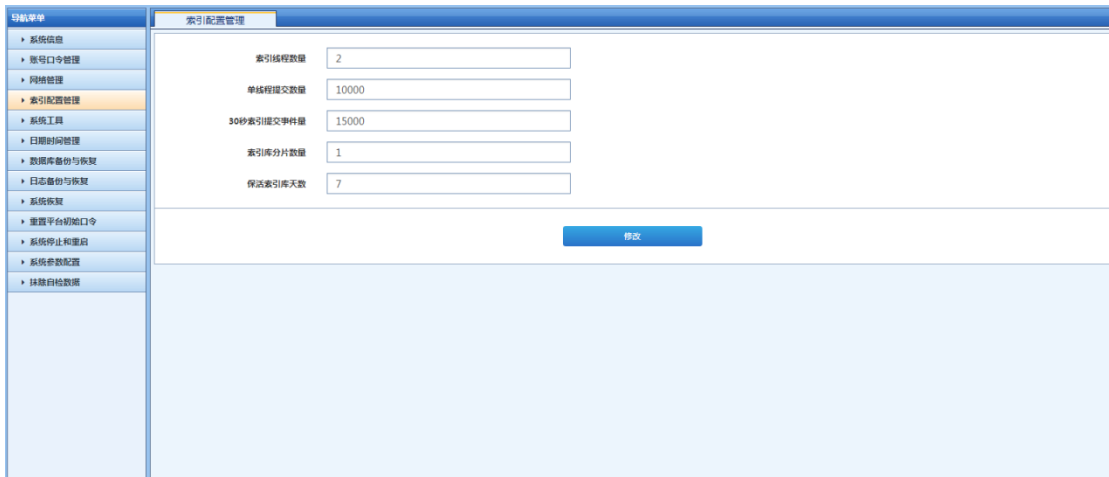 导航菜单
系统信息
账号口令管理
网络管理
索引配置管理
系统工具
日期时间管理
数据库备份与恢复
日志备份与恢复
系统恢复
重置平台初始口令
系统停止和重启
系统参数配置
抹除自检数据
索引配置管理
索引线程数量 2
单线程提交数量 10000
30秒索引提交事件量 15000
索引库分片数量 1
保活索引库天数 7
修改